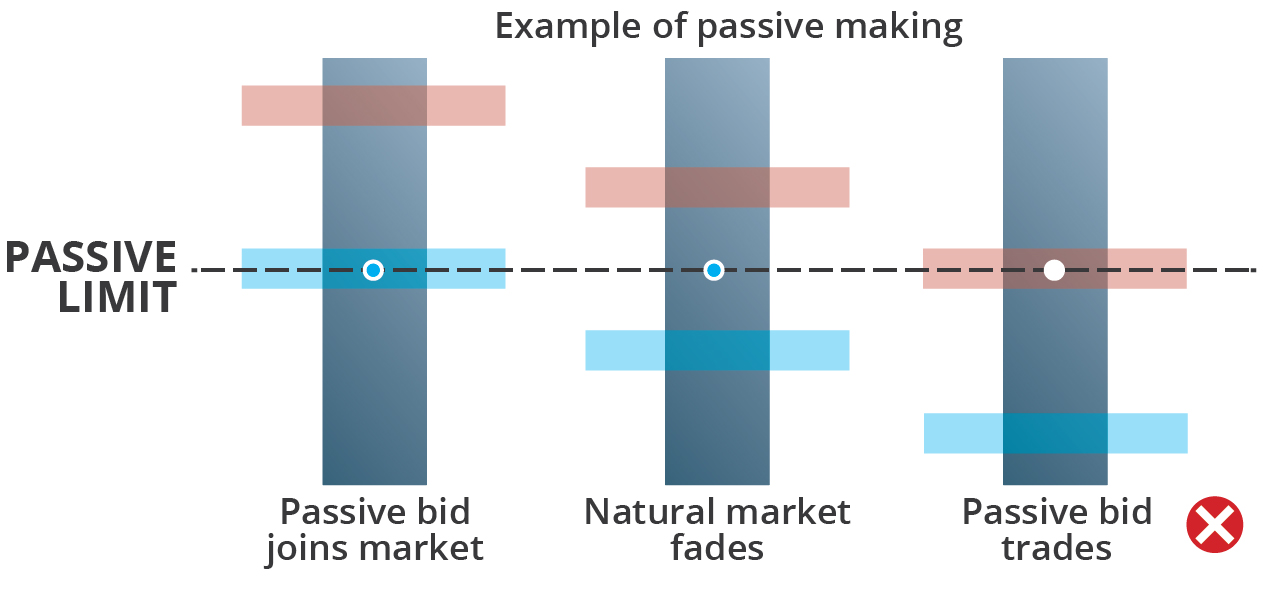 Example of passive making
PASSIVE
LIMIT
Passive bid
joins market
Natural market
fades
Passive bid
trades